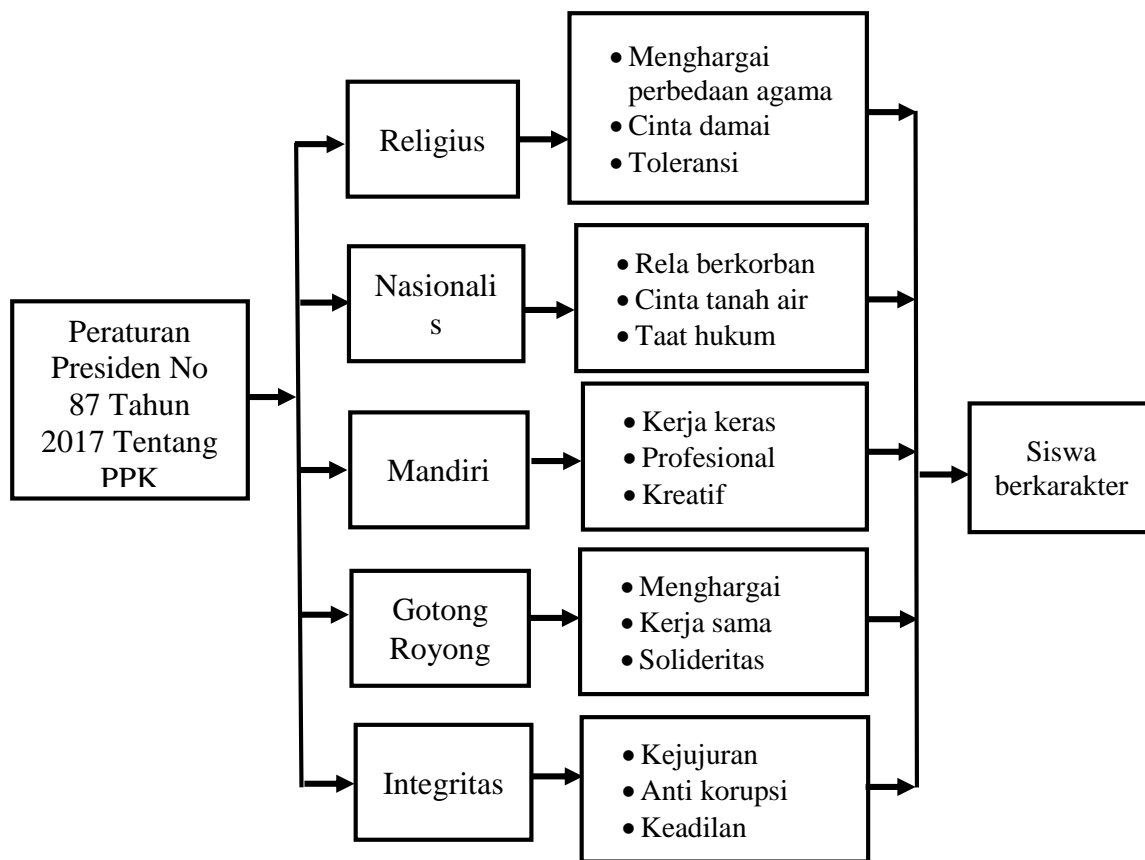 Peraturan
Presiden No
87 Tahun
2017 Tentang
PPK
Religius
• Menghargai
perbedaan agama
• Cinta damai
• Toleransi
Nasionali
s
• Rela berkorban
• Cinta tanah air
• Taat hukum
Mandiri
• Kerja keras
• Profesional
• Kreatif
Gotong
Royong
• Menghargai
• Kerja sama
• Solideritas
Integritas
• Kejujuran
• Anti korupsi
• Keadilan
Siswa
berkarakter